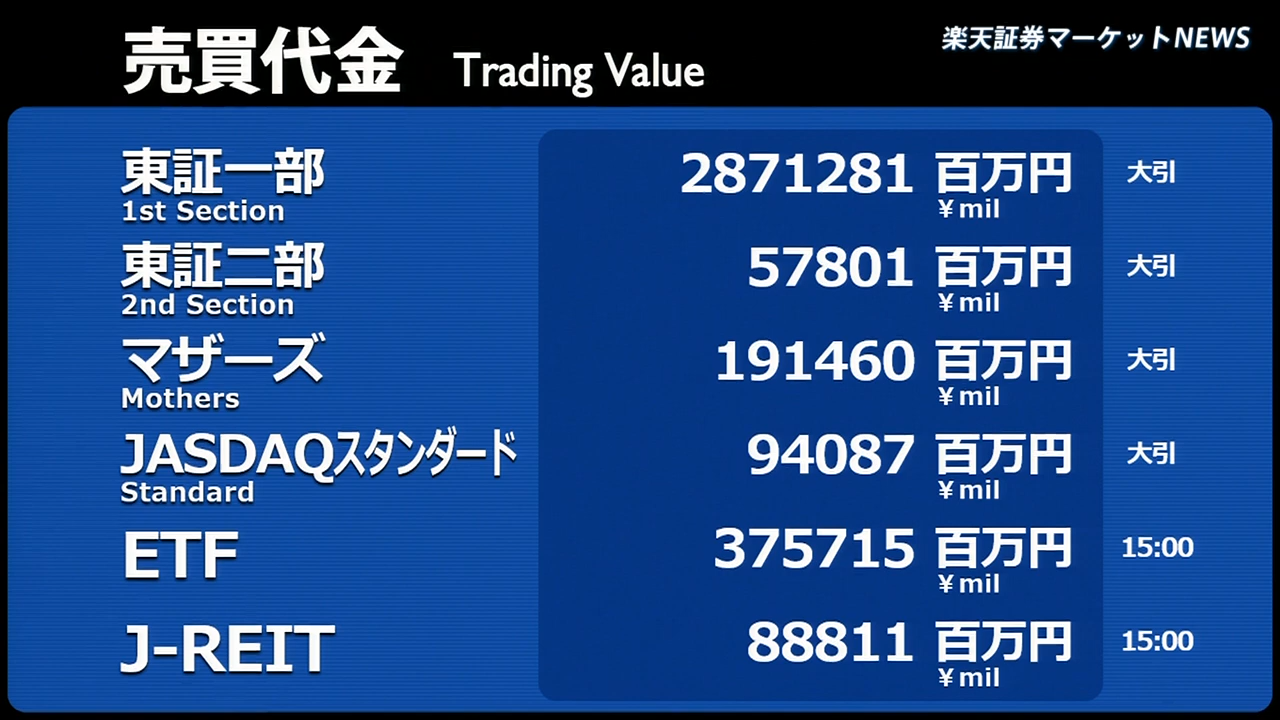 売買代金 Trading Value
楽天証券マーケットNEWS
東証一部 2871281 百万円 大引
1st Section ¥mil
東証二部 57801 百万円 大引
2nd Section ¥mil
マザーズ 191460 百万円 大引
Mothers ¥mil
JASDAQスタンダード 94087 百万円 大引
Standard ¥mil
ETF 375715 百万円 15:00
¥mil
J-REIT 88811 百万円 15:00
¥mil